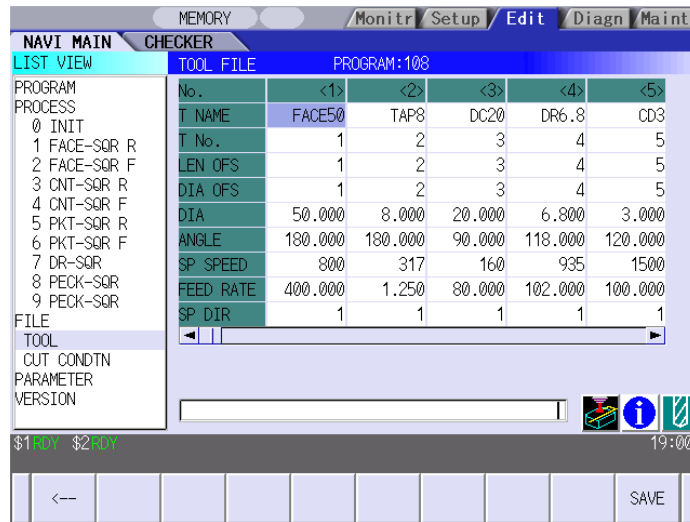 MEMORY Monitr Setup Edit Diagn Maint
NAVI MAIN CHECKER
LIST VIEW
TOOL FILE PROGRAM:108
PROGRAM
PROCESS
0 INIT
1 FACE-SQR R
2 FACE-SQR F
3 CNT-SQR R
4 CNT-SQR F
5 PKT-SQR R
6 PKT-SQR F
7 DR-SQR
8 PECK-SQR
9 PECK-SQR
FILE
TOOL
CUT CONDTN
PARAMETER
VERSION
No. <1> <2> <3> <4> <5>
T NAME FACE50 TAP8 DC20 DR6.8 CD3
T No. 1 2 3 4 5
LEN OFS 1 2 3 4 5
DIA OFS 1 2 3 4 5
DIA 50.000 8.000 20.000 6.800 3.000
ANGLE 180.000 180.000 90.000 118.000 120.000
SP SPEED 800 317 160 935 1500
FEED RATE 400.000 1.250 80.000 102.000 100.000
SP DIR 1 1 1 1 1
$1RDY $2RDY 19:00
<-- SAVE